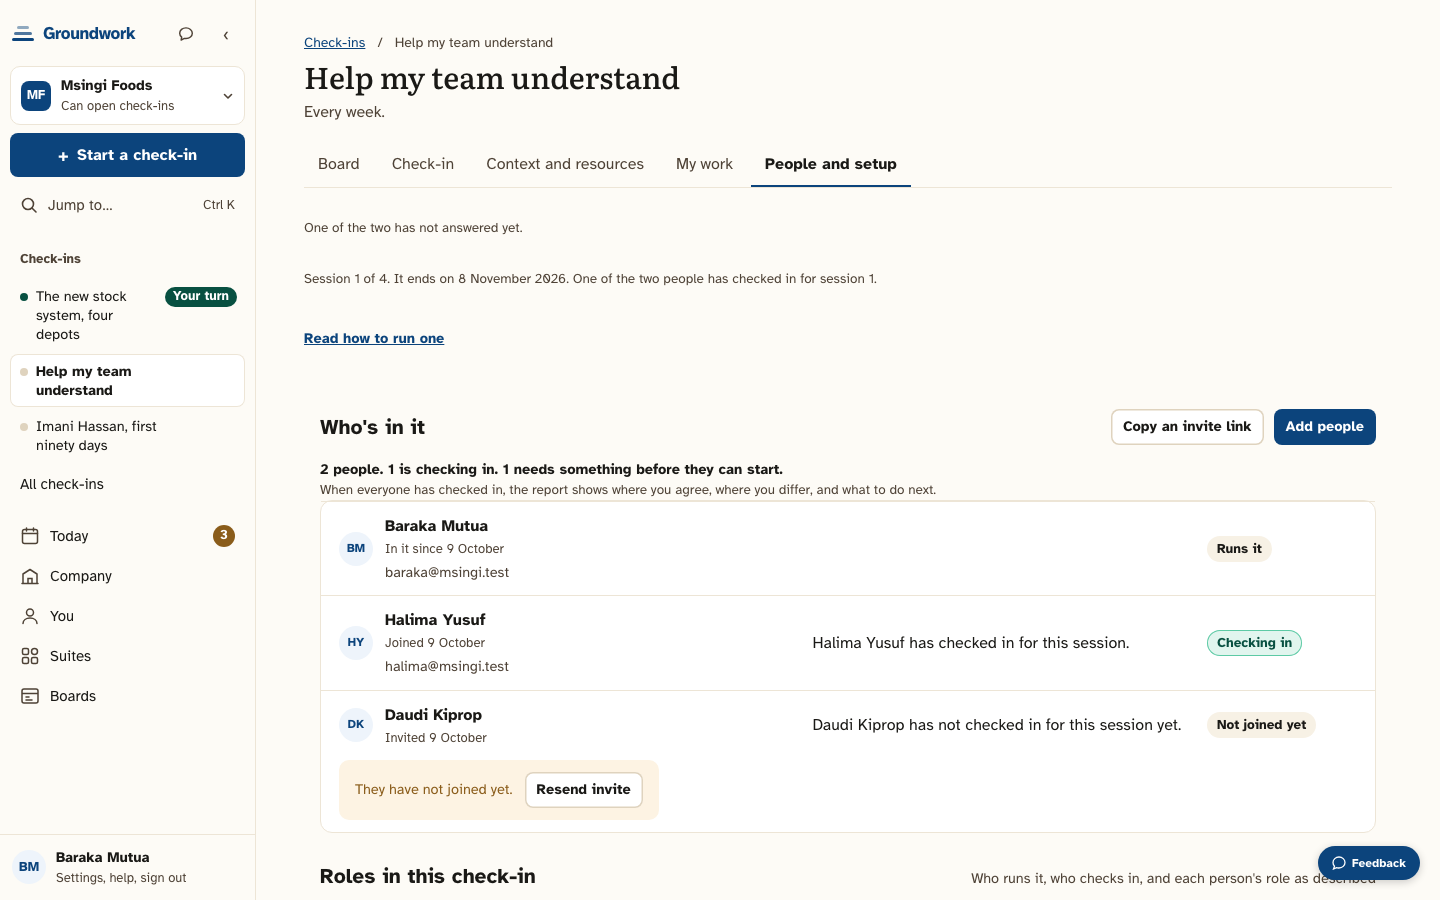 Groundwork
MF
Msingi Foods
Can open check-ins
+ Start a check-in
Jump to...
Ctrl K
Check-ins
The new stock
system, four
depots
Your turn
Help my team
understand
Imani Hassan, first
ninety days
All check-ins
Today
3
Company
You
Suites
Boards
BM
Baraka Mutua
Settings, help, sign out
Check-ins / Help my team understand
Help my team understand
Every week.
Board
Check-in
Context and resources
My work
People and setup
One of the two has not answered yet.
Session 1 of 4. It ends on 8 November 2026. One of the two people has checked in for session 1.
Read how to run one
Who's in it
Copy an invite link
Add people
2 people. 1 is checking in. 1 needs something before they can start.
When everyone has checked in, the report shows where you agree, where you differ, and what to do next.
BM
Baraka Mutua
In it since 9 October
baraka@msingi.test
Runs it
HY
Halima Yusuf
Joined 9 October
halima@msingi.test
Halima Yusuf has checked in for this session.
Checking in
DK
Daudi Kiprop
Invited 9 October
Daudi Kiprop has not checked in for this session yet.
Not joined yet
They have not joined yet.
Resend invite
Roles in this check-in
Who runs it, who checks in, and each person's role as described
Feedback